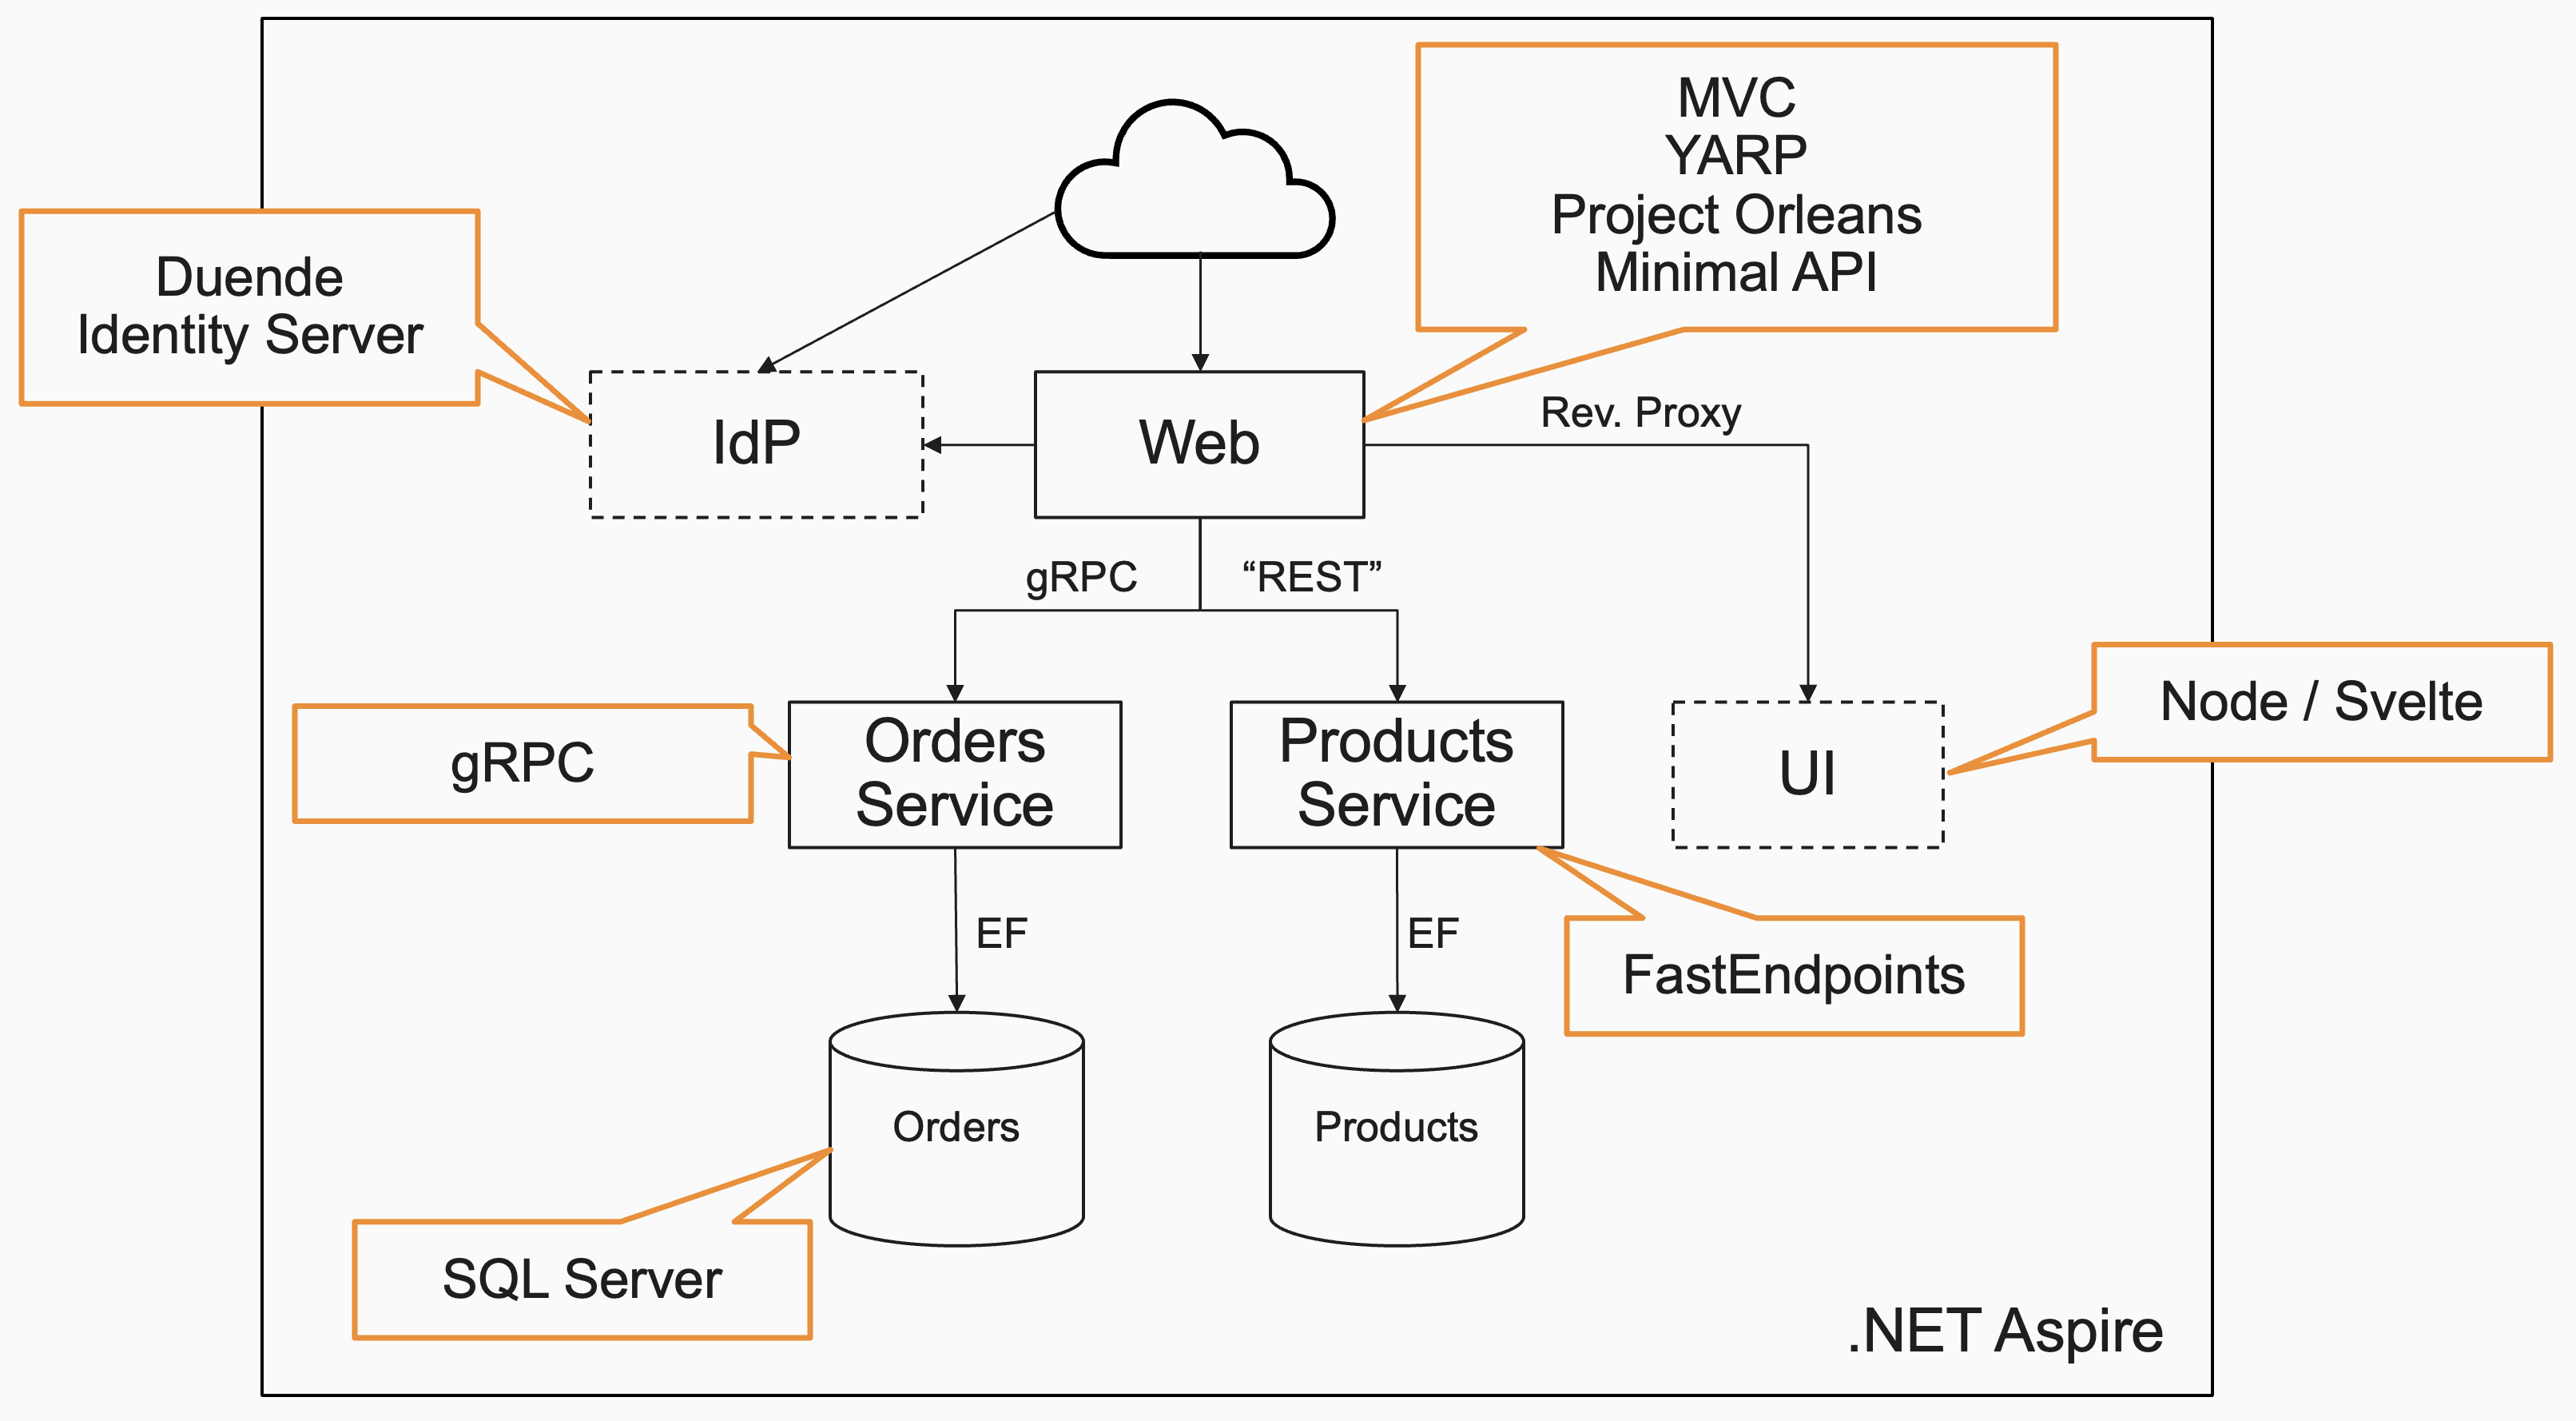 MVC
YARP
Project Orleans
Minimal API
Duende
Identity Server
IdP
Web
Rev. Proxy
gRPC
“REST”
gRPC
Orders
Service
Products
Service
UI
Node / Svelte
EF
EF
FastEndpoints
Orders
Products
SQL Server
.NET Aspire